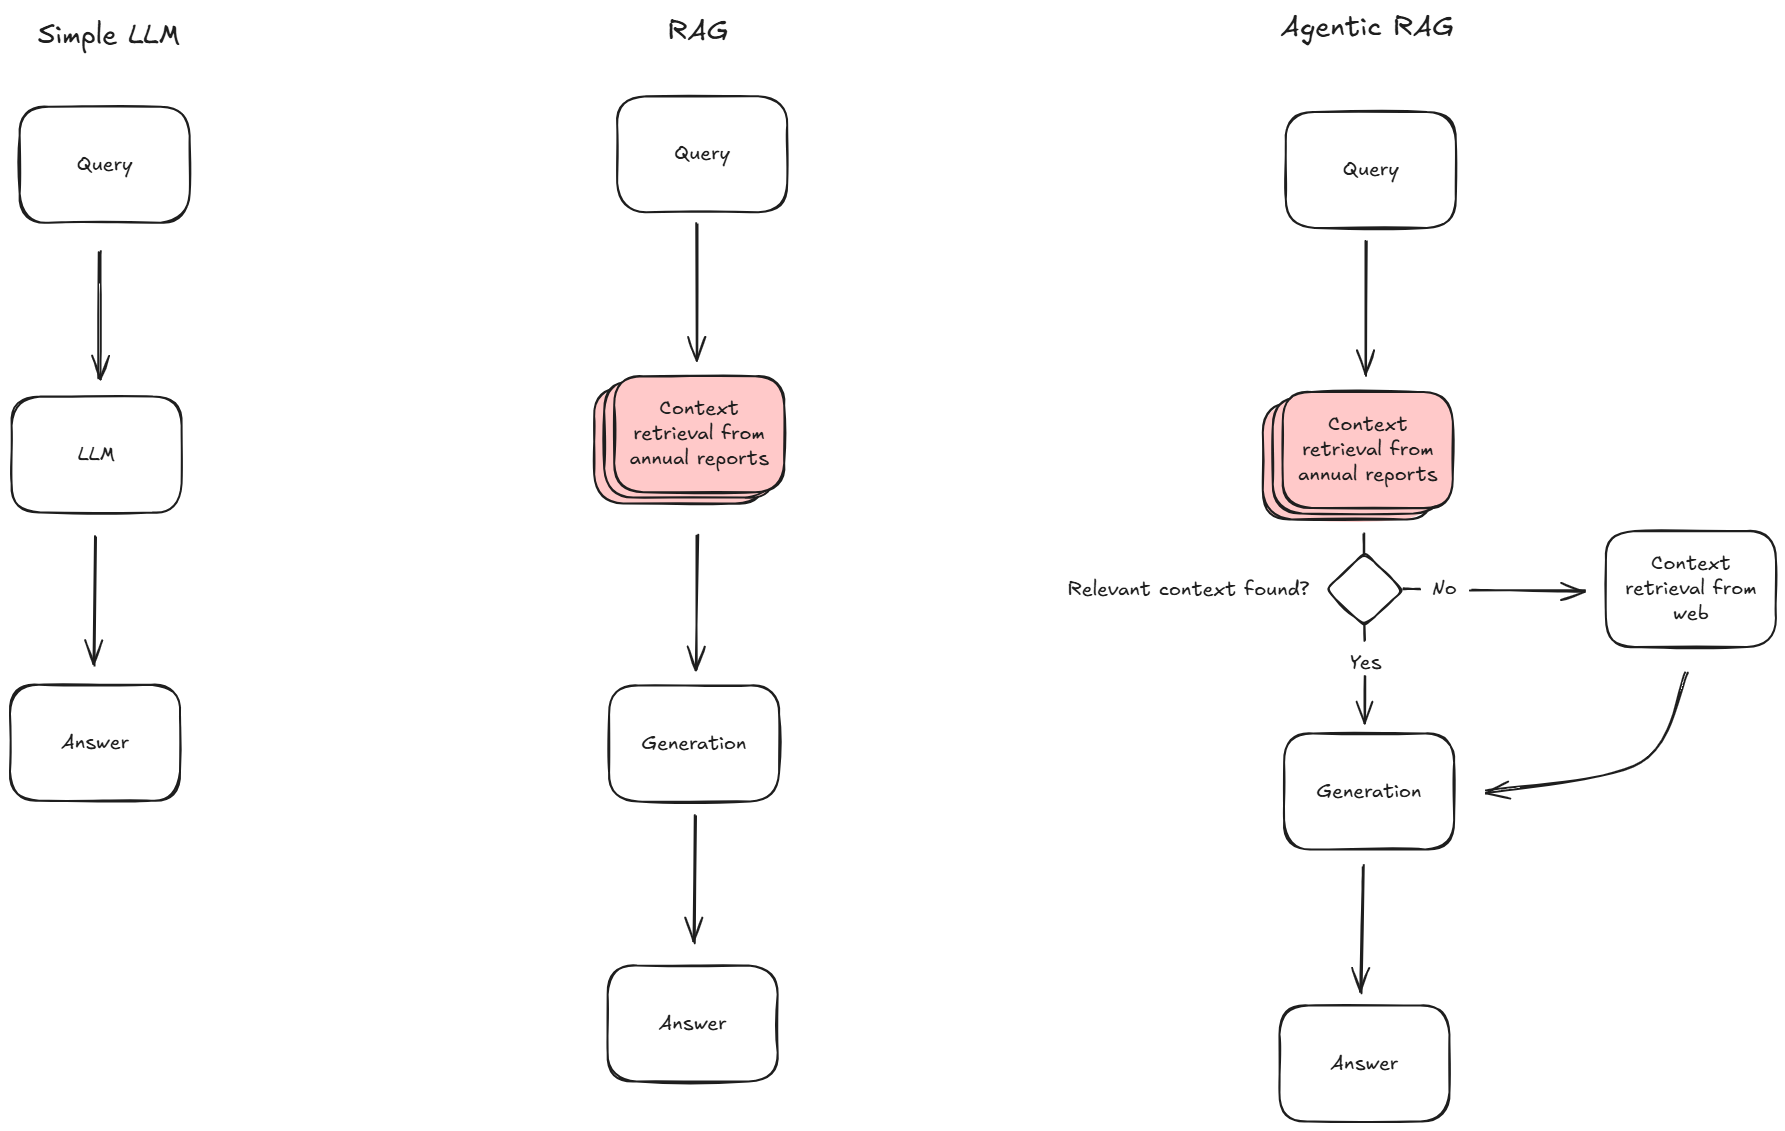 Simple LLM
Query
LLM
Answer
RAG
Query
Context
retrieval from
annual reports
Generation
Answer
Agentic RAG
Query
Context
retrieval from
annual reports
Relevant context found?
No
Context
retrieval from
web
Yes
Generation
Answer